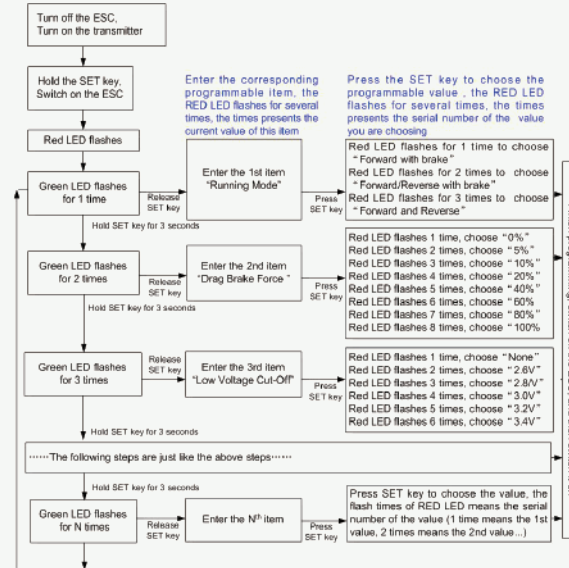 Turn off the ESC,
Turn on the transmitter
Hold the SET key,
Switch on the ESC
Enter the corresponding
programmable item, the
RED LED flashes for several
times, the times presents the
current value of this item
Press the SET key to choose the
programmable value , the RED LED
flashes for several times, the times
presents the serial number of the value
you are choosing
Red LED flashes
Green LED flashes
for 1 time
Release
SET key
Enter the 1st item
"Running Mode"
Press
SET key
Red LED flashes for 1 time to choose
"Forward with brake"
Red LED flashes for 2 times to choose
"Forward/Reverse with brake"
Red LED flashes for 3 times to choose
"Forward and Reverse"
Hold SET key for 3 seconds
Green LED flashes
for 2 times
Release
SET key
Enter the 2nd item
"Drag Brake Force "
Press
SET key
Red LED flashes 1 time, choose "0%"
Red LED flashes 2 times, choose "5%"
Red LED flashes 3 times, choose "10%"
Red LED flashes 4 times, choose "20%"
Red LED flashes 5 times, choose "40%"
Red LED flashes 6 times, choose "60%
Red LED flashes 7 times, choose "80%"
Red LED flashes 8 times, choose "100%
Hold SET key for 3 seconds
Green LED flashes
for 3 times
Release
SET key
Enter the 3rd item
"Low Voltage Cut-Off"
Press
SET key
Red LED flashes 1 time, choose "None"
Red LED flashes 2 times, choose "2.6V"
Red LED flashes 3 times, choose "2.8/V"
Red LED flashes 4 times, choose "3.0V"
Red LED flashes 5 times, choose "3.2V"
Red LED flashes 6 times, choose "3.4V"
Hold SET key for 3 seconds
······The following steps are just like the above steps······
Hold SET key for 3 seconds
Green LED flashes
for N times
Release
SET key
Enter the Nth item
Press
SET key
Press SET key to choose the value, the
flash times of RED LED means the serial
number of the value (1 time means the 1st
value, 2 times means the 2nd value...)